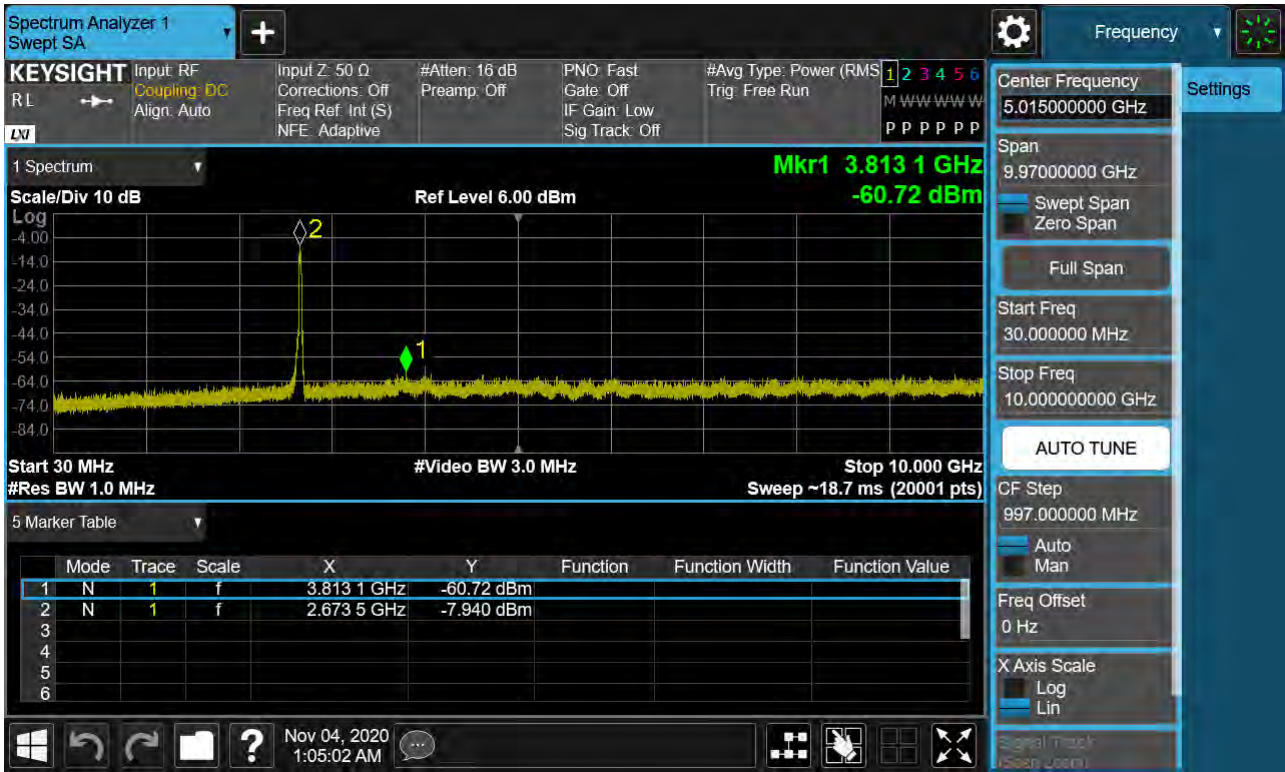 Spectrum Analyzer 1
Swept SA
Frequency
KEYSIGHT
RL
LXI
Input: RF
Coupling: DC
Align: Auto
Input Z: 50 Ω
Corrections: Off
Freq Ref: Int (S)
NFE: Adaptive
#Atten: 16 dB
Preamp: Off
PNO: Fast
Gate: Off
IF Gain: Low
Sig Track: Off
#Avg Type: Power (RMS
Trig: Free Run
1 2 3 4 5 6
M W W W W W
P P P P P P
Center Frequency
5.015000000 GHz
Settings
Span
9.97000000 GHz
Swept Span
Zero Span
Full Span
Start Freq
30.000000 MHz
Stop Freq
10.000000000 GHz
AUTO TUNE
CF Step
997.000000 MHz
Auto
Man
Freq Offset
0 Hz
X Axis Scale
Log
Lin
Signal Track
(Span Zoom)
1 Spectrum
Mkr1 3.813 1 GHz
-60.72 dBm
Scale/Div 10 dB
Ref Level 6.00 dBm
Log
-4.00
-14.0
-24.0
-34.0
-44.0
-54.0
-64.0
-74.0
-84.0
2
1
Start 30 MHz
#Video BW 3.0 MHz
Stop 10.000 GHz
#Res BW 1.0 MHz
Sweep ~18.7 ms (20001 pts)
5 Marker Table
Mode Trace Scale X Y Function Function Width Function Value
1 N 1 f 3.813 1 GHz -60.72 dBm
2 N 1 f 2.673 5 GHz -7.940 dBm
3
4
5
6
?
Nov 04, 2020
1:05:02 AM